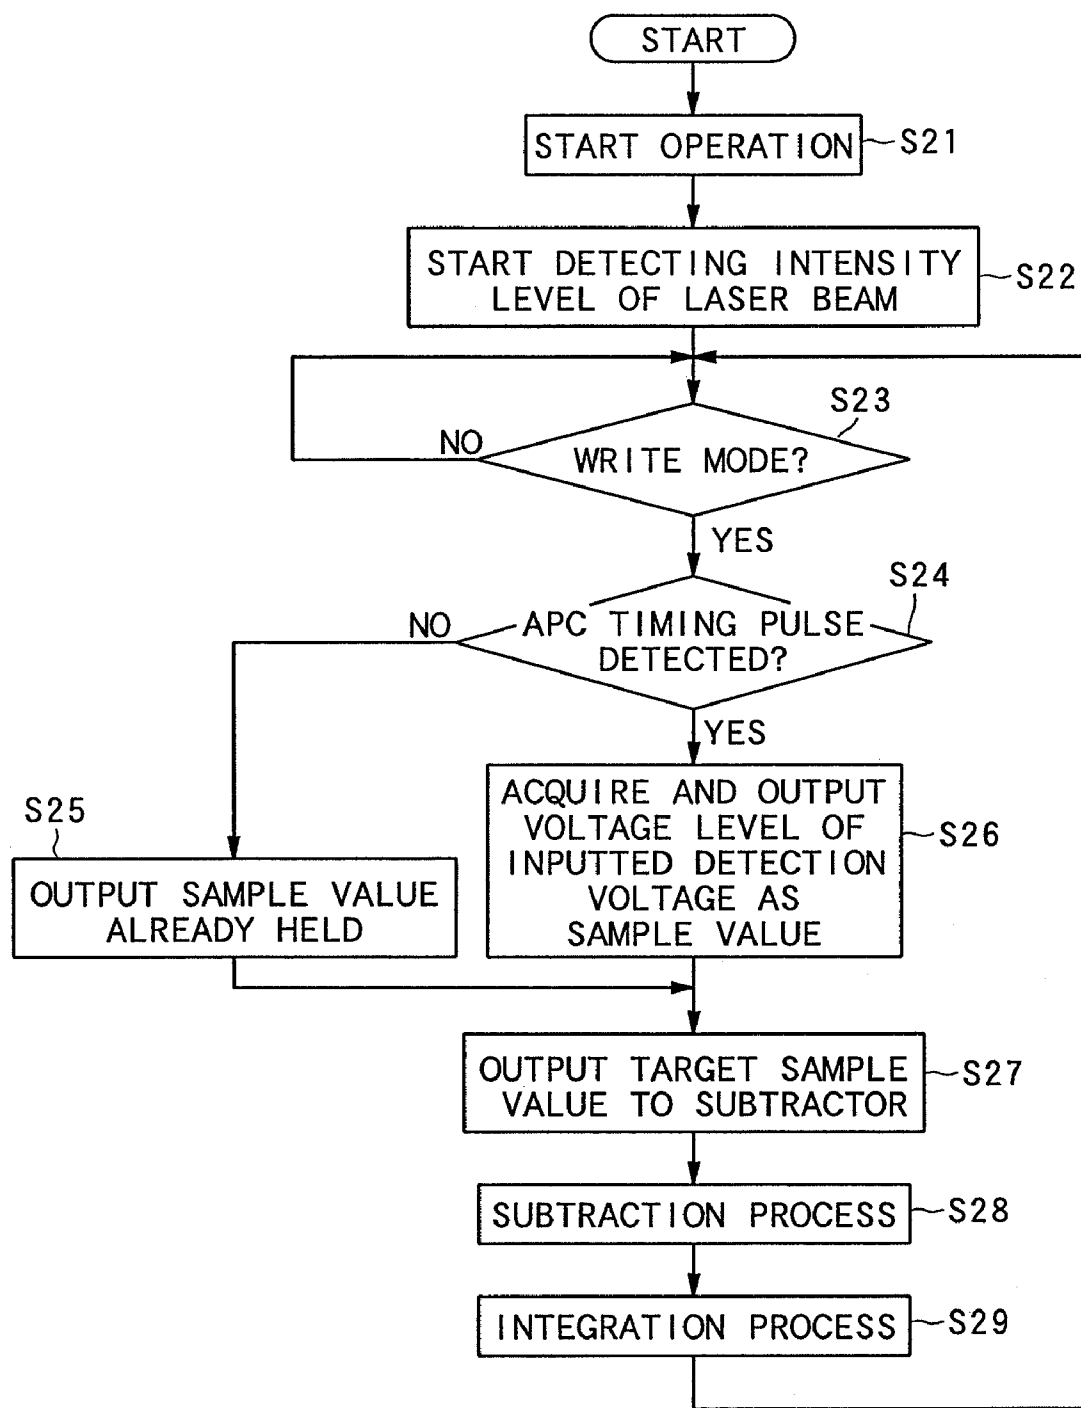 START
START OPERATION
S21
START DETECTING INTENSITY
LEVEL OF LASER BEAM
S22
S23
NO
WRITE MODE?
YES
S24
NO
APC TIMING PULSE
DETECTED?
YES
S25
OUTPUT SAMPLE VALUE
ALREADY HELD
ACQUIRE AND OUTPUT
VOLTAGE LEVEL OF
INPUTTED DETECTION
VOLTAGE AS
SAMPLE VALUE
S26
OUTPUT TARGET SAMPLE
VALUE TO SUBTRACTOR
S27
SUBTRACTION PROCESS
S28
INTEGRATION PROCESS
S29